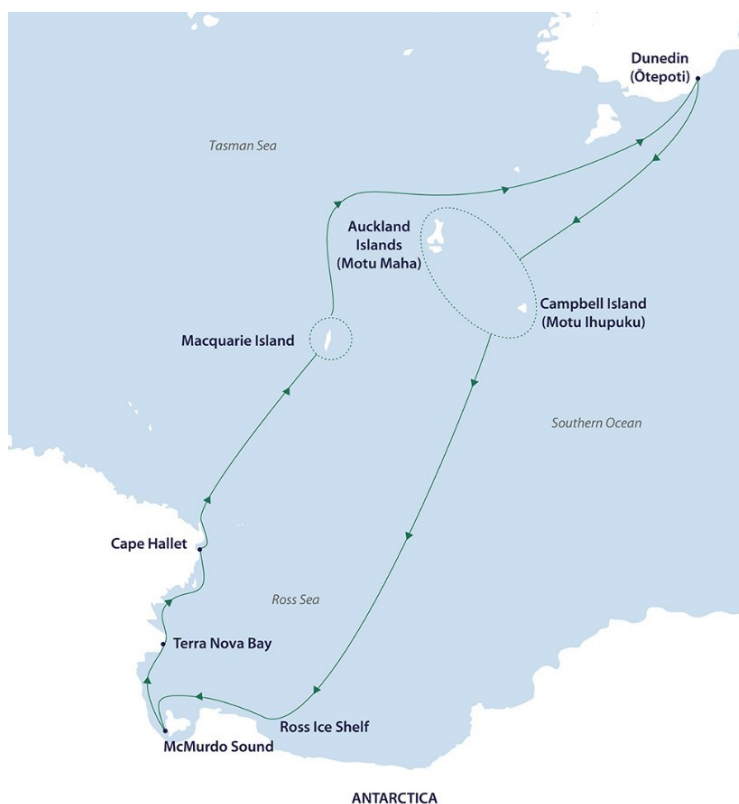 Dunedin
(Ōtepoti)
Tasman Sea
Auckland
Islands
(Motu Maha)
Campbell Island
(Motu Ihupuku)
Macquarie Island
Southern Ocean
Cape Hallet
Ross Sea
Terra Nova Bay
Ross Ice Shelf
McMurdo Sound
ANTARCTICA